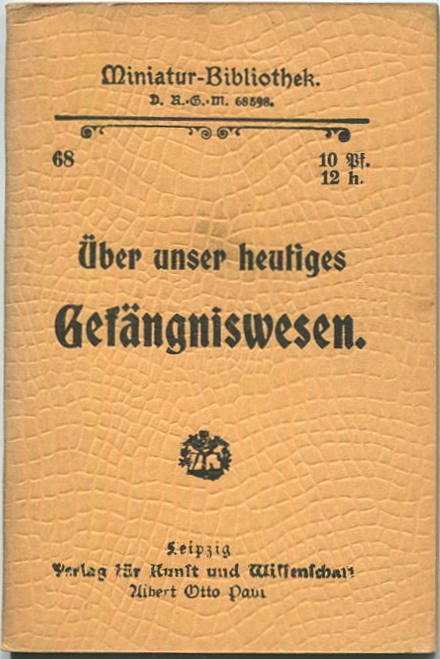 Miniatur-Bibliothek.
D. R.-G.-M. 68598.
68
10 Pf.
12 h.
Über unser heutiges
Gefängniswesen.
Leipzig
Verlag für Kunst und Wissenschaft
Albert Otto Paul